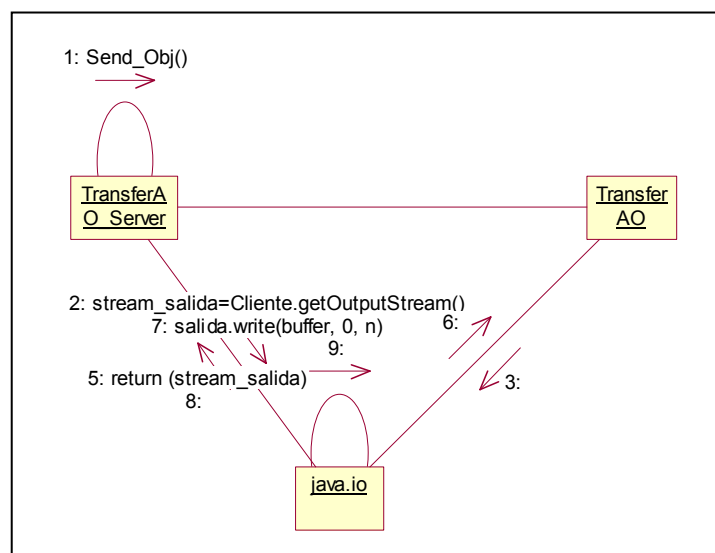 1: Send_Obj()
TransferA
O_Server
Transfer
AO
2: stream_salida=Cliente.getOutputStream()
7: salida.write(buffer, 0, n)
6:
9:
5: return (stream_salida)
3:
8:
java.io